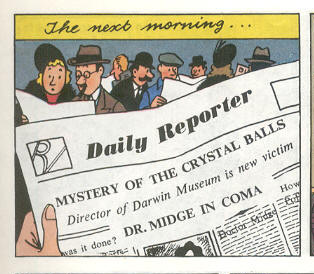 The next morning...
Daily Reporter
MYSTERY OF THE CRYSTAL BALLS
Director of Darwin Museum is new victim
DR. MIDGE IN COMA
How
was it done?
Doctor Midge